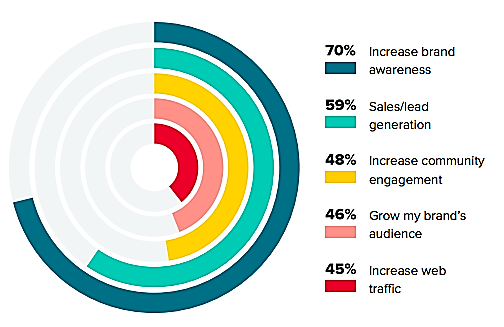 70% Increase brand
awareness
59% Sales/lead
generation
48% Increase community
engagement
46% Grow my brand's
audience
45% Increase web
traffic